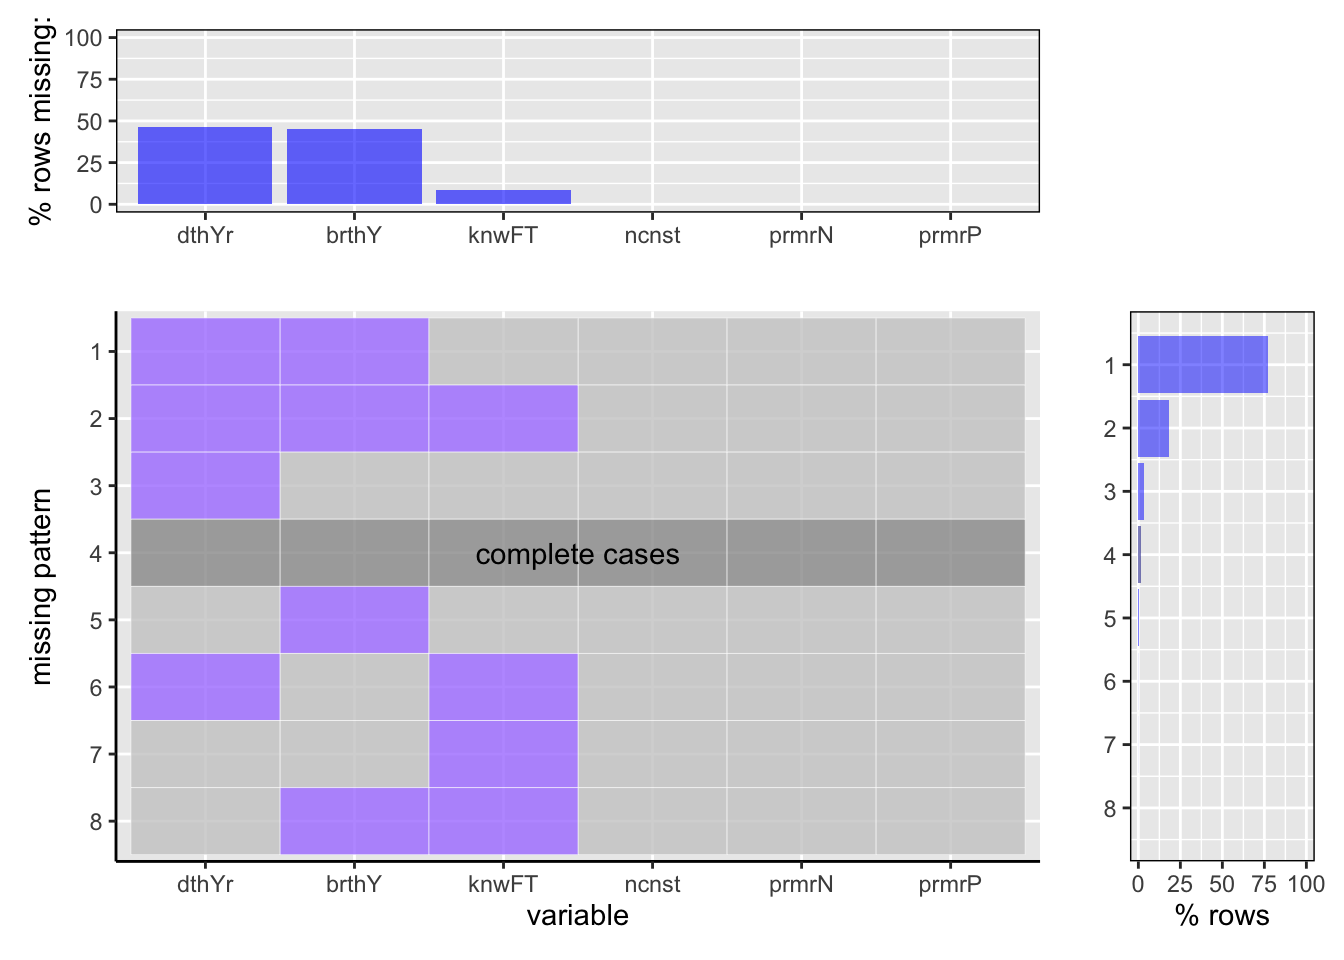 % rows missing:
100
75
50
25
0
dthYr brthY knwFT ncnst prmrN prmrP
missing pattern
1
2
3
4
5
6
7
8
complete cases
dthYr brthY knwFT ncnst prmrN prmrP
variable
1
2
3
4
5
6
7
8
0 25 50 75 100
% rows